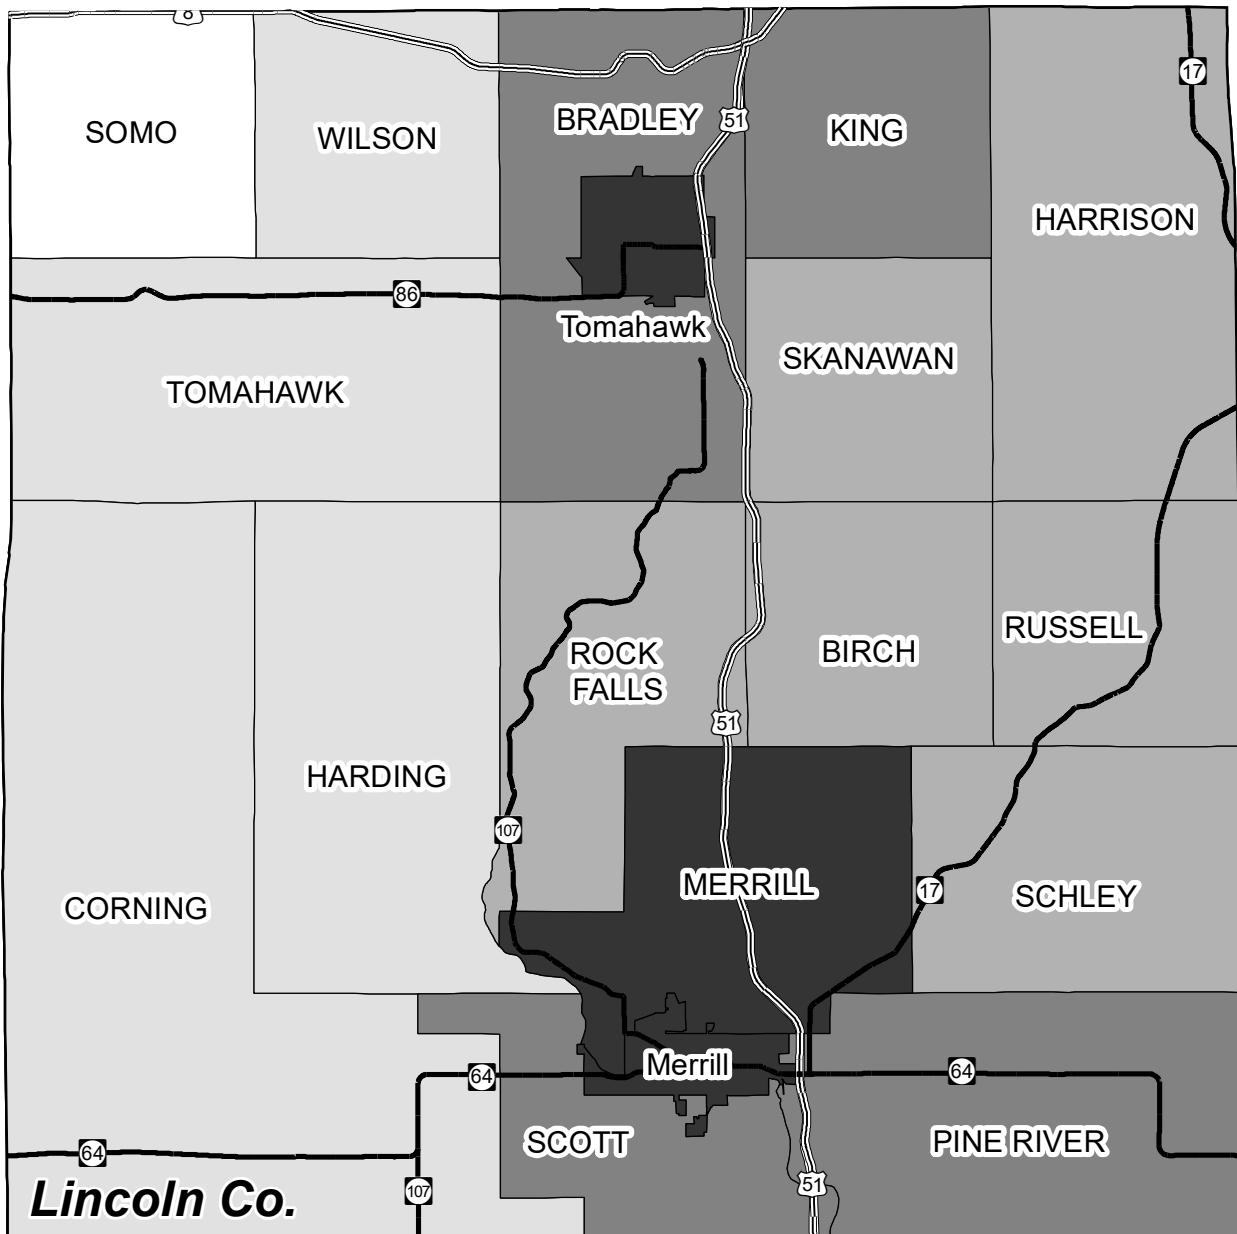 8
17
SOMO
WILSON
BRADLEY
51
KING
HARRISON
86
Tomahawk
SKANAWAN
TOMAHAWK
ROCK
FALLS
BIRCH
RUSSELL
51
HARDING
107
MERRILL
17
SCHLEY
CORNING
Merrill
64
64
SCOTT
PINE RIVER
64
107
51
Lincoln Co.